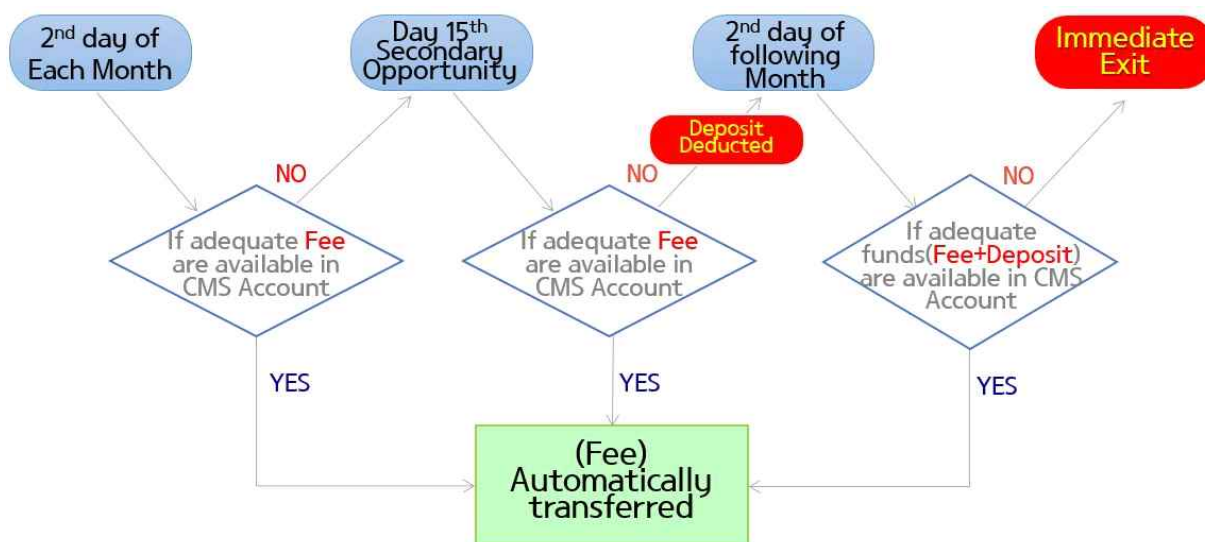 2nd day of
Each Month
Day 15th
Secondary
Opportunity
2nd day of
following
Month
Immediate
Exit
Deposit
Deducted
NO
NO
NO
If adequate Fee
are available in
CMS Account
If adequate Fee
are available in
CMS Account
If adequate
funds(Fee+Deposit)
are available in CMS
Account
YES
YES
YES
(Fee)
Automatically
transferred